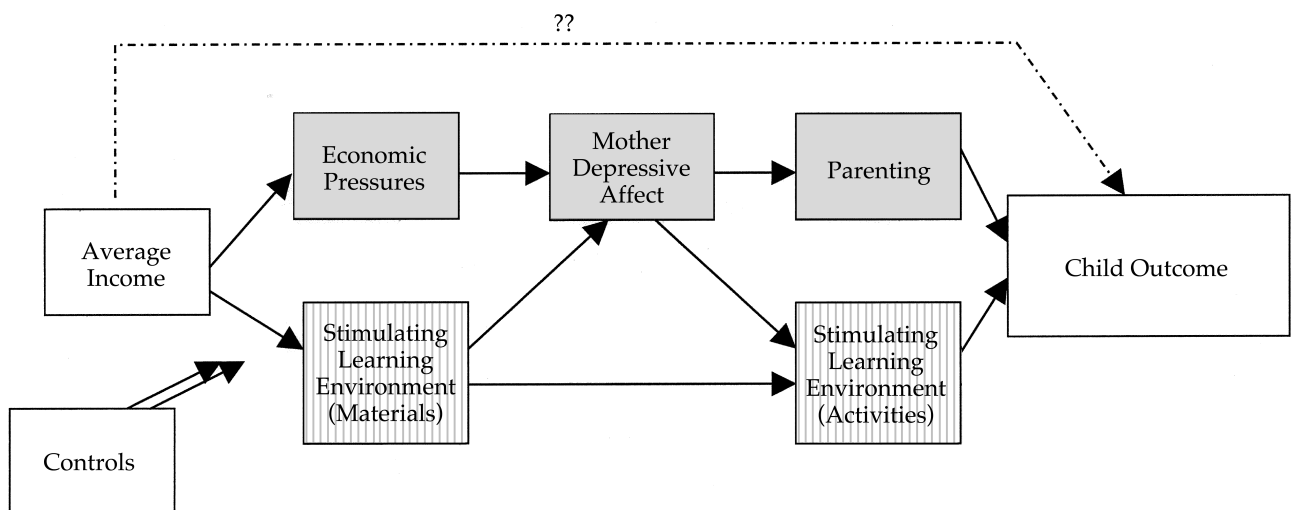 ??
Economic
Pressures
Mother
Depressive
Affect
Parenting
Average
Income
Child Outcome
Stimulating
Learning
Environment
(Materials)
Stimulating
Learning
Environment
(Activities)
Controls